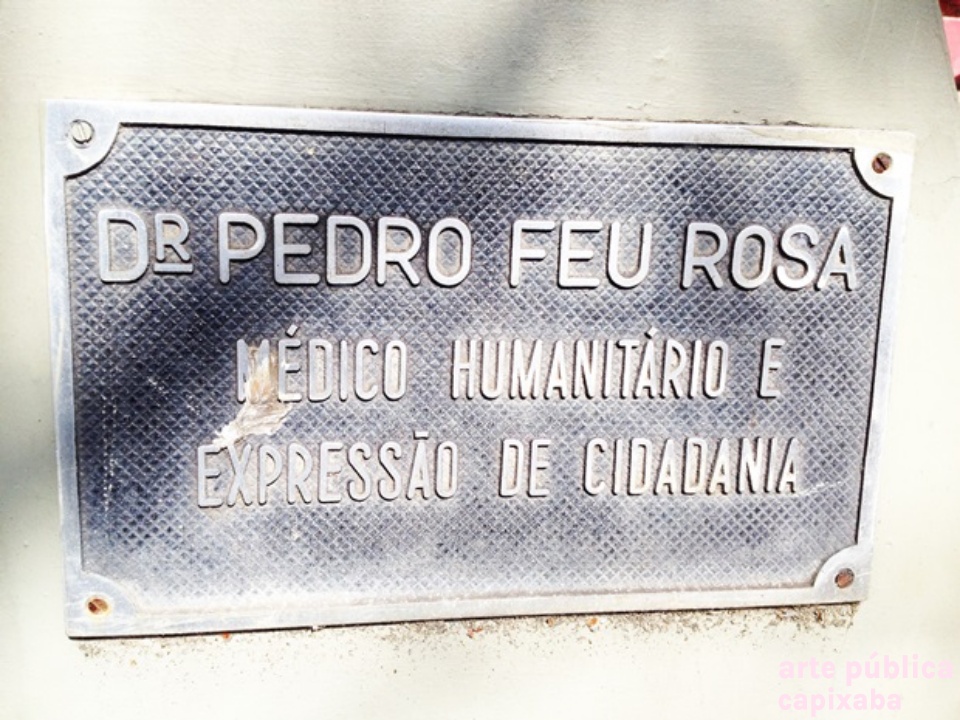 DR PEDRO FEU ROSA
MÉDICO HUMANITÁRIO E
EXPRESSÃO DE CIDADANIA
arte pública
capixaba